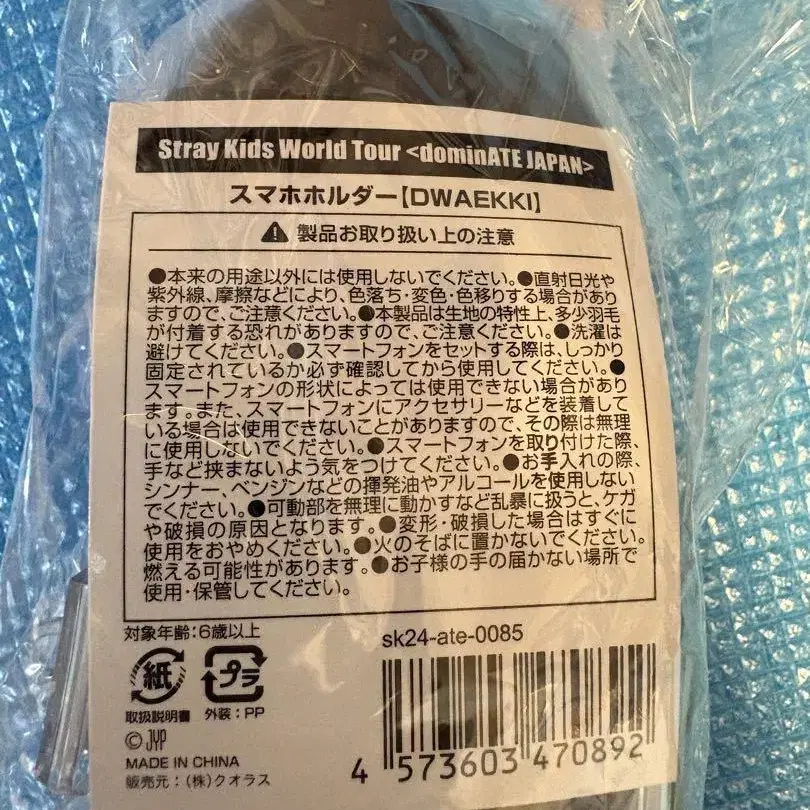 Stray Kids World Tour <dominATE JAPAN>
スマホホルダー【DWAEKKI】
⚠ 製品お取り扱い上の注意
●本来の用途以外には使用しないでください。●直射日光や
紫外線、摩擦などにより、色落ち・変色・色移りする場合があり
ますので、ご注意ください。●本製品は生地の特性上、多少羽毛
が付着する恐れがありますので、ご注意ください。●洗濯は
避けてください。●スマートフォンをセットする際は、しっかり
固定されているか必ず確認してから使用してください。●
スマートフォンの形状によっては使用できない場合があり
ます。また、スマートフォンにアクセサリーなどを装着して
いる場合は使用できないことがありますので、その際は無理
に使用しないでください。●スマートフォンを取り付けた際、
手など挟まないよう気をつけてください。●お手入れの際、
シンナー、ベンジンなどの揮発油やアルコールを使用しない
でください。●可動部を無理に動かすなど乱暴に扱うと、ケガ
や破損の原因となります。●変形・破損した場合はすぐに
使用をおやめください。●火のそばに置かないでください。
燃える可能性があります。●お子様の手の届かない場所で
使用・保管してください。
対象年齢：6歳以上
sk24-ate-0085
紙 プラ
取扱説明書 外装：PP
© JYP
MADE IN CHINA
販売元：（株）クオラス
4 573603 470892